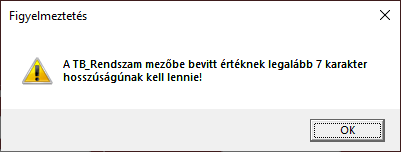 Figyelmeztetés
A TB_Rendszam mezőbe bevitt értéknek legalább 7 karakter
hosszúságúnak kell lennie!
OK